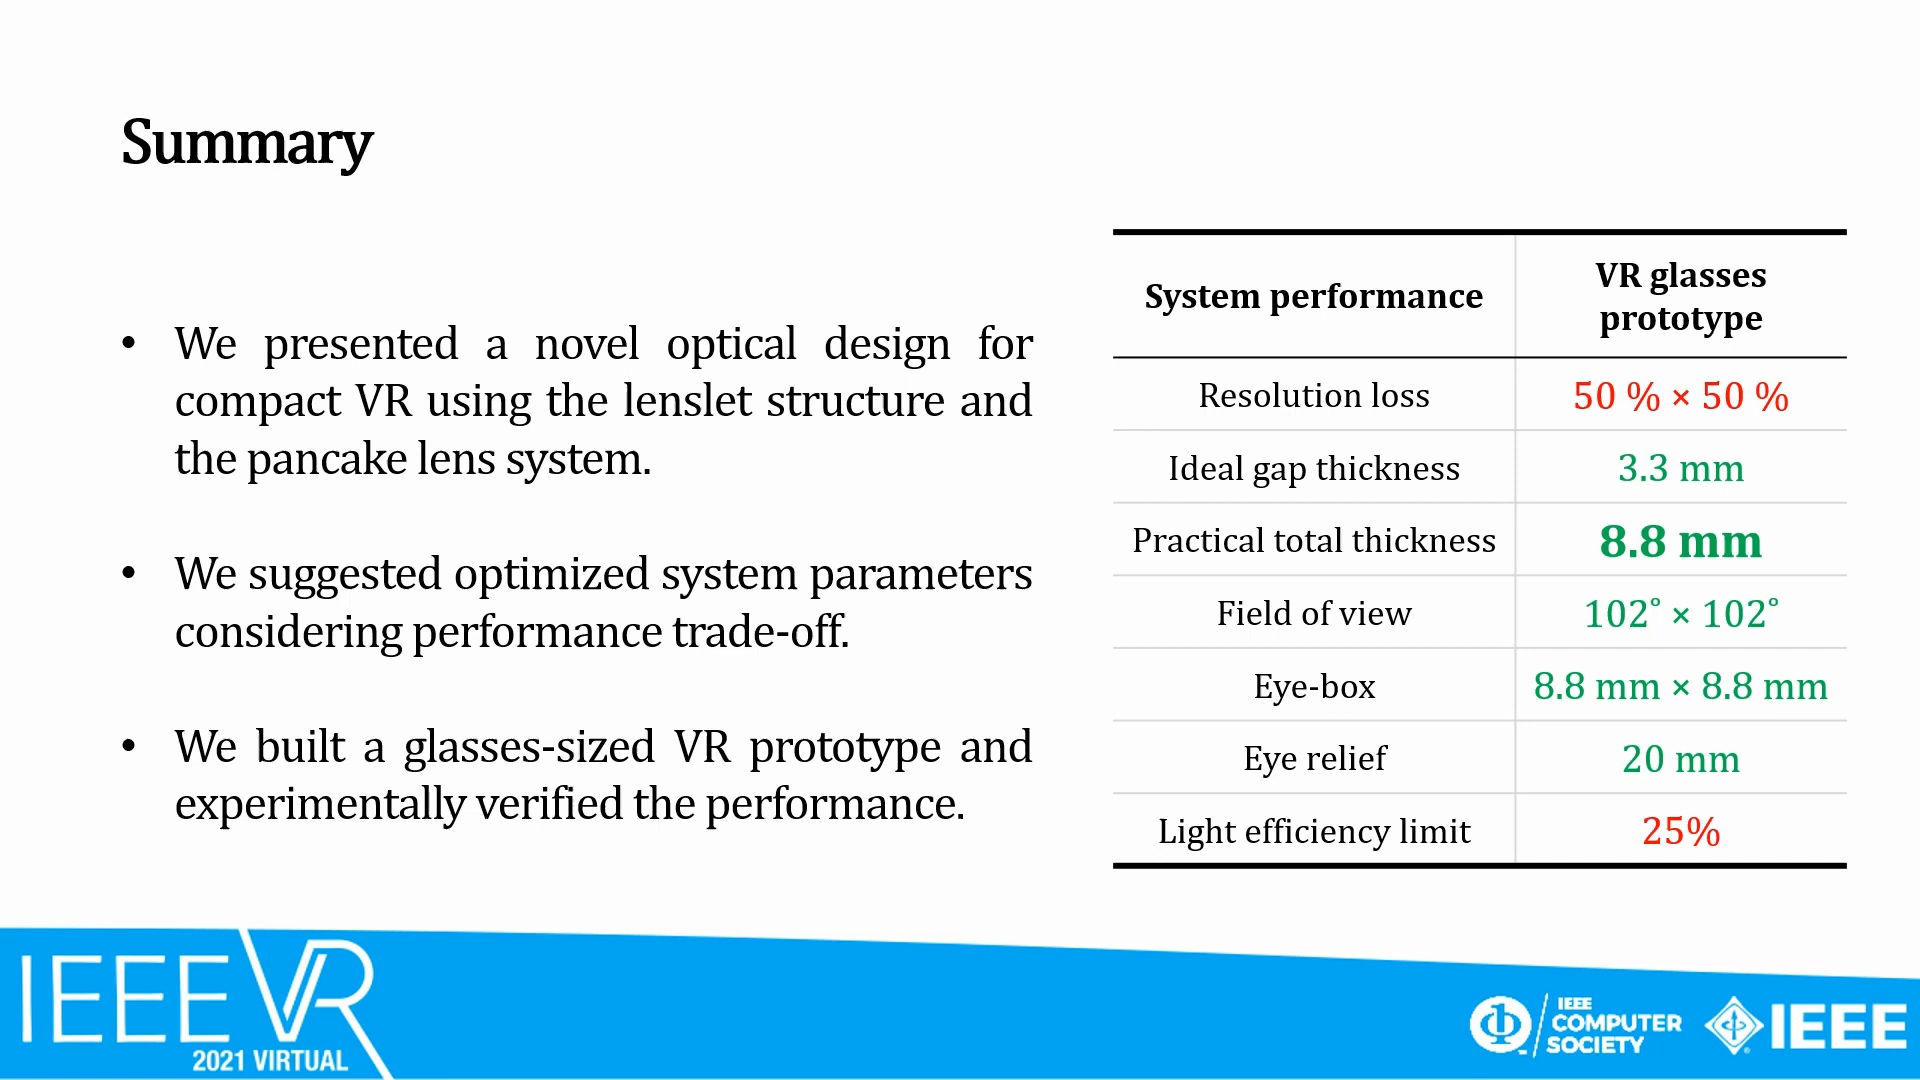 Summary
• We presented a novel optical design for
compact VR using the lenslet structure and
the pancake lens system.
• We suggested optimized system parameters
considering performance trade-off.
• We built a glasses-sized VR prototype and
experimentally verified the performance.
System performance VR glasses
prototype
Resolution loss 50 % × 50 %
Ideal gap thickness 3.3 mm
Practical total thickness 8.8 mm
Field of view 102° × 102°
Eye-box 8.8 mm × 8.8 mm
Eye relief 20 mm
Light efficiency limit 25%
IEEE VR
2021 VIRTUAL
IEEE
COMPUTER
SOCIETY
IEEE